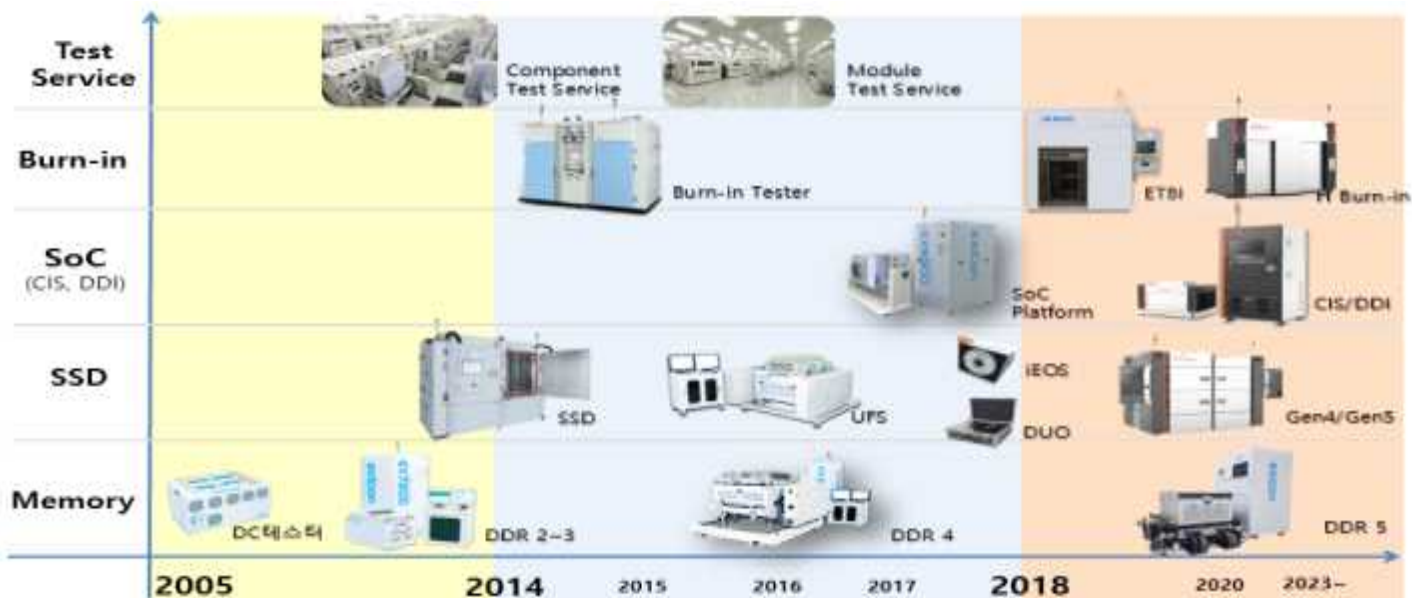 Test
Service
Component
Test Service
Module
Test Service
Burn-in
Burn-in Tester
ETBI
H Burn-in
SoC
(CIS, DDI)
SoC
Platform
CIS/DDI
SSD
SSD
UFS
iEOS
DUO
Gen4/Gen5
Memory
DC테스터
DDR 2~3
DDR 4
DDR 5
2005
2014
2015
2016
2017
2018
2020
2023~